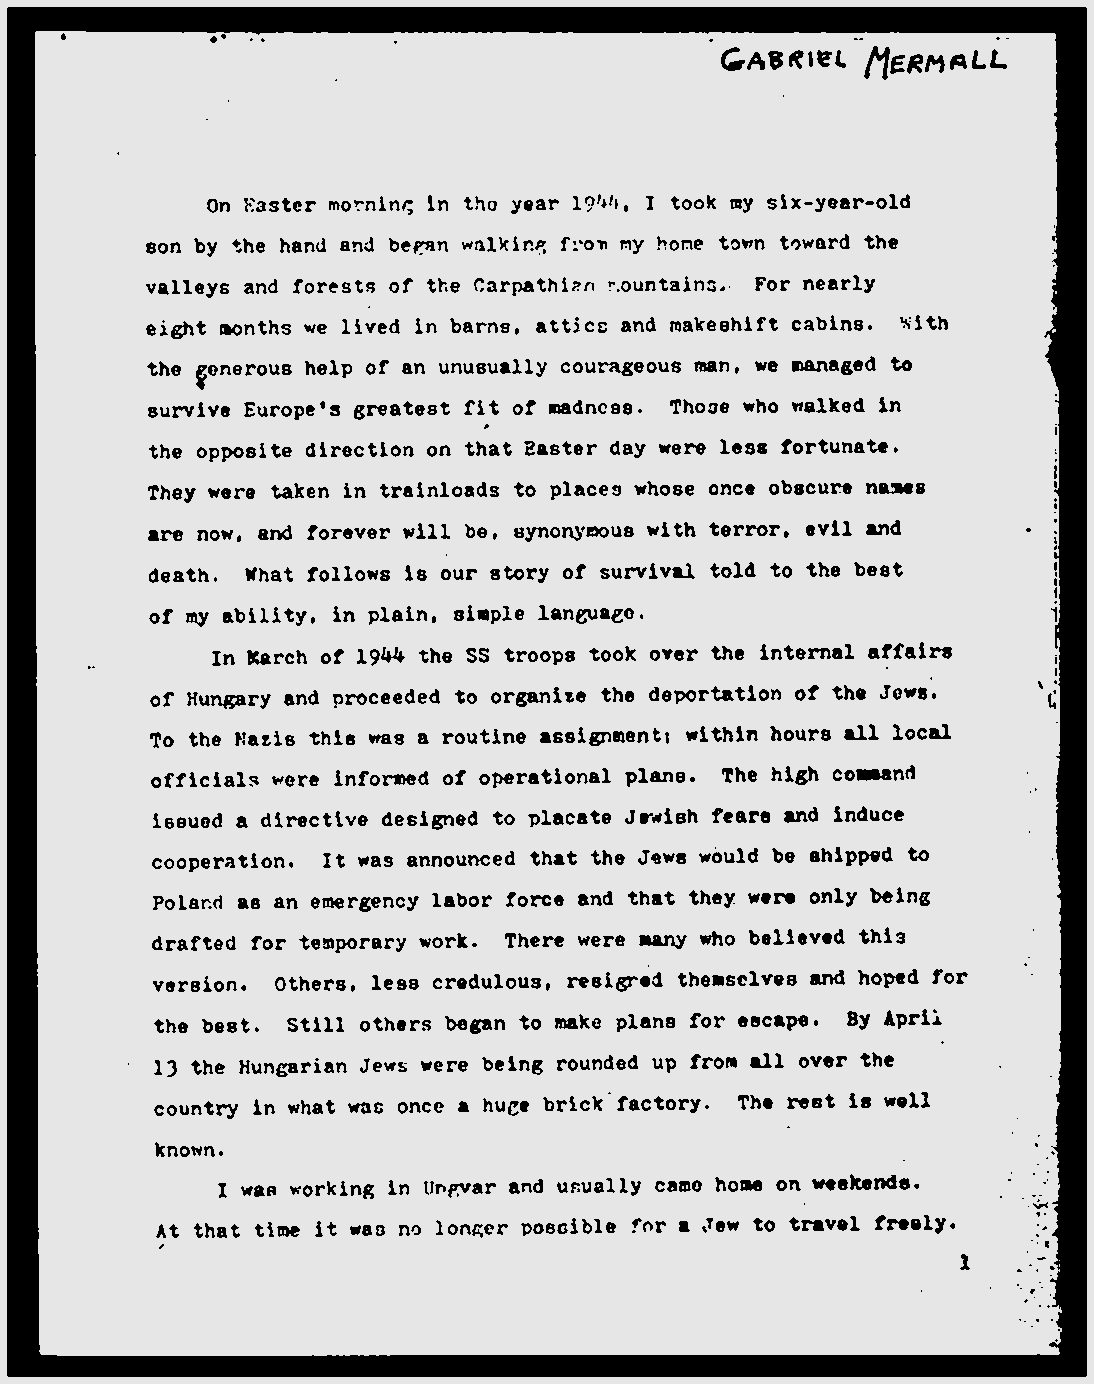 GABRIEL MERMALL
On Easter morning in the year 1944, I took my six-year-old
son by the hand and began walking from my home town toward the
valleys and forests of the Carpathian mountains. For nearly
eight months we lived in barns, attics and makeshift cabins. With
the generous help of an unusually courageous man, we managed to
survive Europe's greatest fit of madness. Those who walked in
the opposite direction on that Easter day were less fortunate.
They were taken in trainloads to places whose once obscure names
are now, and forever will be, synonymous with terror, evil and
death. What follows is our story of survival told to the best
of my ability, in plain, simple language.
In March of 1944 the SS troops took over the internal affairs
of Hungary and proceeded to organize the deportation of the Jews.
To the Nazis this was a routine assignment; within hours all local
officials were informed of operational plans. The high command
issued a directive designed to placate Jewish fears and induce
cooperation. It was announced that the Jews would be shipped to
Poland as an emergency labor force and that they were only being
drafted for temporary work. There were many who believed this
version. Others, less credulous, resigned themselves and hoped for
the best. Still others began to make plans for escape. By April
13 the Hungarian Jews were being rounded up from all over the
country in what was once a huge brick factory. The rest is well
known.
I was working in Ungvar and usually came home on weekends.
At that time it was no longer possible for a Jew to travel freely.
1